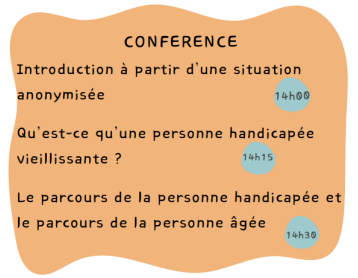 CONFERENCE
Introduction à partir d'une situation
anonymisée
14h00
Qu'est-ce qu'une personne handicapée
vieillissante ?
14h15
Le parcours de la personne handicapée et
le parcours de la personne âgée
14h30